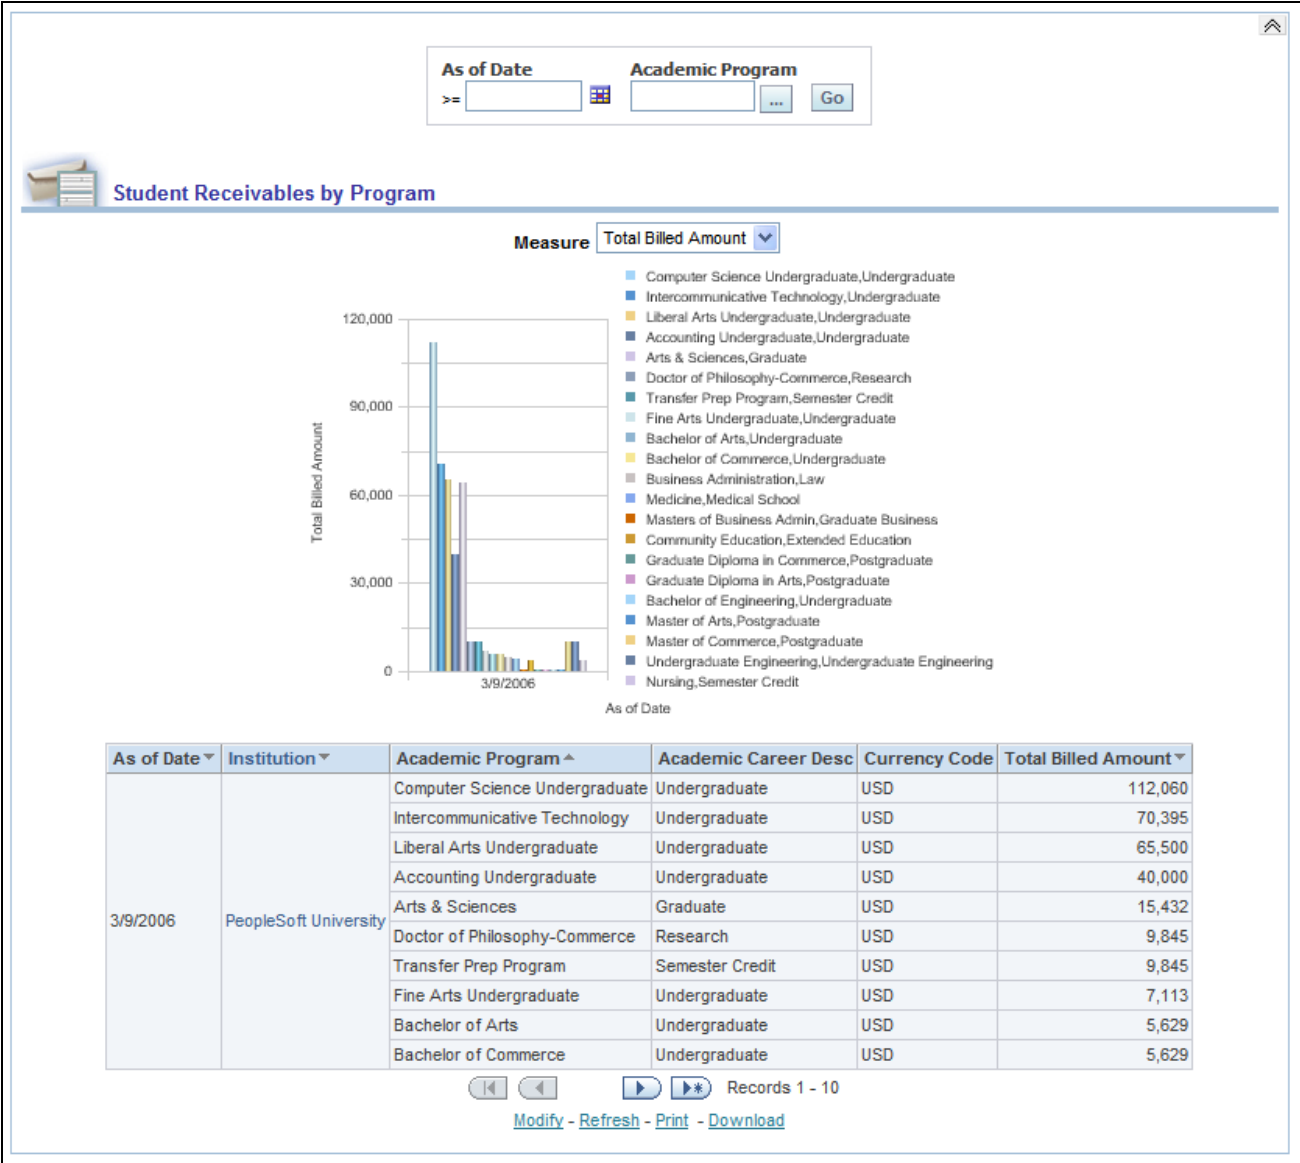 As of Date Academic Program
>= ... Go
Student Receivables by Program
Measure Total Billed Amount
Computer Science Undergraduate,Undergraduate
Intercommunicative Technology,Undergraduate
Liberal Arts Undergraduate,Undergraduate
Accounting Undergraduate,Undergraduate
Arts & Sciences,Graduate
Doctor of Philosophy-Commerce,Research
Transfer Prep Program,Semester Credit
Fine Arts Undergraduate,Undergraduate
Bachelor of Arts,Undergraduate
Bachelor of Commerce,Undergraduate
Business Administration,Law
Medicine,Medical School
Masters of Business Admin,Graduate Business
Community Education,Extended Education
Graduate Diploma in Commerce,Postgraduate
Graduate Diploma in Arts,Postgraduate
Bachelor of Engineering,Undergraduate
Master of Arts,Postgraduate
Master of Commerce,Postgraduate
Undergraduate Engineering,Undergraduate Engineering
Nursing,Semester Credit
120,000
90,000
60,000
30,000
0
Total Billed Amount
3/9/2006
As of Date
As of Date Institution Academic Program Academic Career Desc Currency Code Total Billed Amount
Computer Science Undergraduate Undergraduate USD 112,060
Intercommunicative Technology Undergraduate USD 70,395
Liberal Arts Undergraduate Undergraduate USD 65,500
Accounting Undergraduate Undergraduate USD 40,000
3/9/2006 PeopleSoft University Arts & Sciences Graduate USD 15,432
Doctor of Philosophy-Commerce Research USD 9,845
Transfer Prep Program Semester Credit USD 9,845
Fine Arts Undergraduate Undergraduate USD 7,113
Bachelor of Arts Undergraduate USD 5,629
Bachelor of Commerce Undergraduate USD 5,629
Records 1 - 10
Modify - Refresh - Print - Download